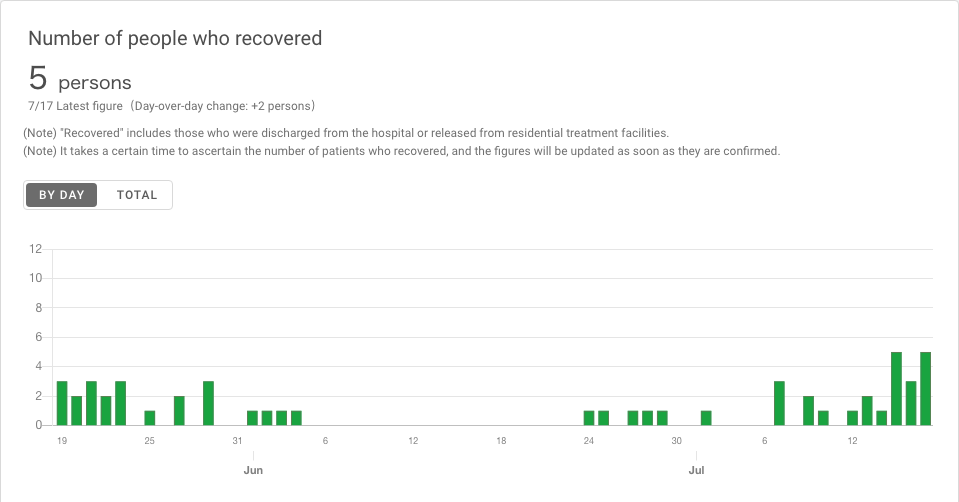 Number of people who recovered
5 persons
7/17 Latest figure（Day-over-day change: +2 persons）
(Note) "Recovered" includes those who were discharged from the hospital or released from residential treatment facilities.
(Note) It takes a certain time to ascertain the number of patients who recovered, and the figures will be updated as soon as they are confirmed.
BY DAY TOTAL
12
10
8
6
4
2
0
19 25 31 6 12 18 24 30 6 12
Jun Jul